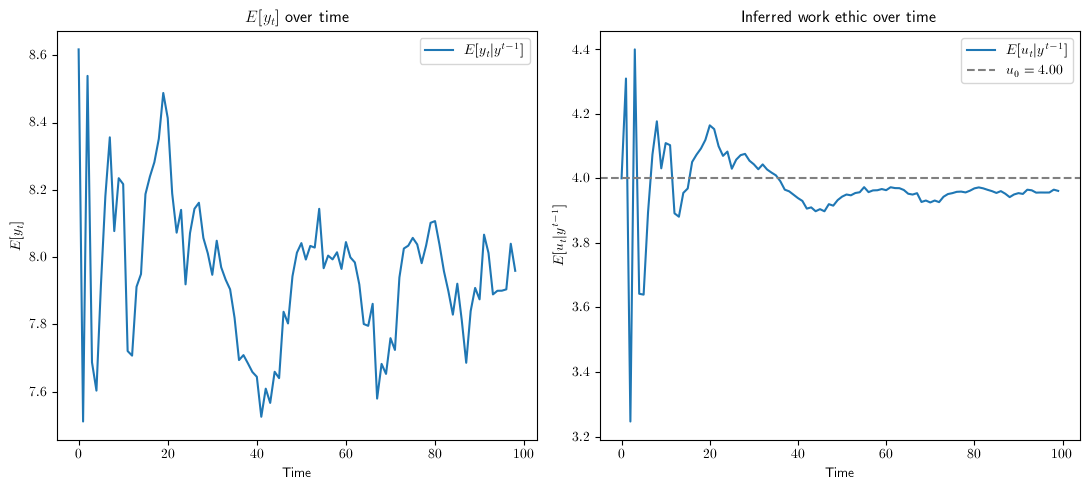 E[y_t] over time
E[y_t|y^{t-1}]
8.6
8.4
8.2
8.0
7.8
7.6
E[y_t]
0
20
40
60
80
100
Time
Inferred work ethic over time
E[u_t|y^{t-1}]
u_0 = 4.00
4.4
4.2
4.0
3.8
3.6
3.4
3.2
E[u_t|y^{t-1}]
0
20
40
60
80
100
Time